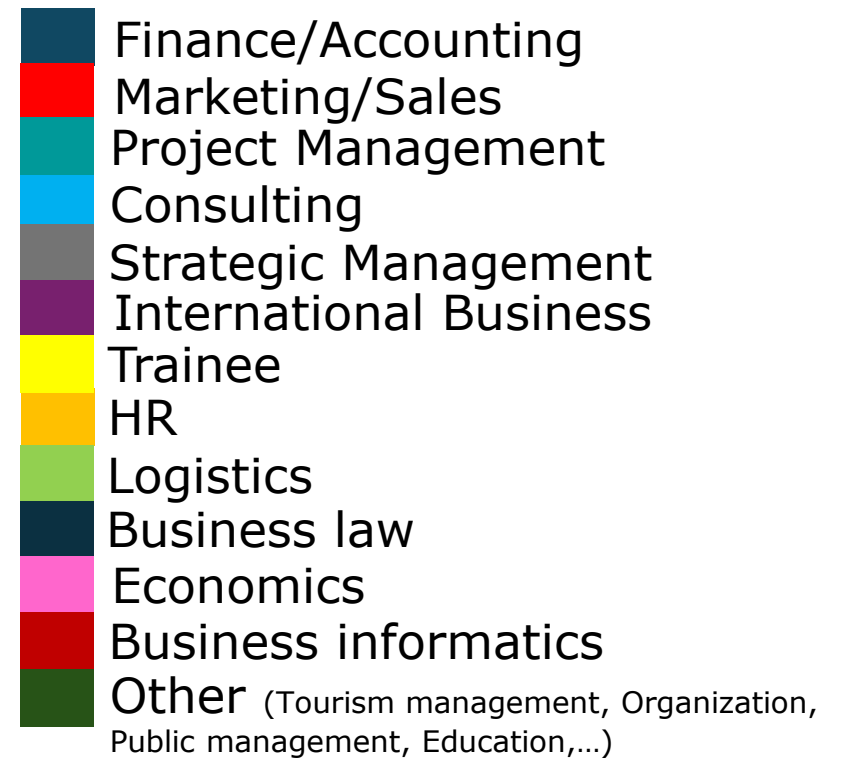 Finance/Accounting
Marketing/Sales
Project Management
Consulting
Strategic Management
International Business
Trainee
HR
Logistics
Business law
Economics
Business informatics
Other (Tourism management, Organization,
Public management, Education,…)